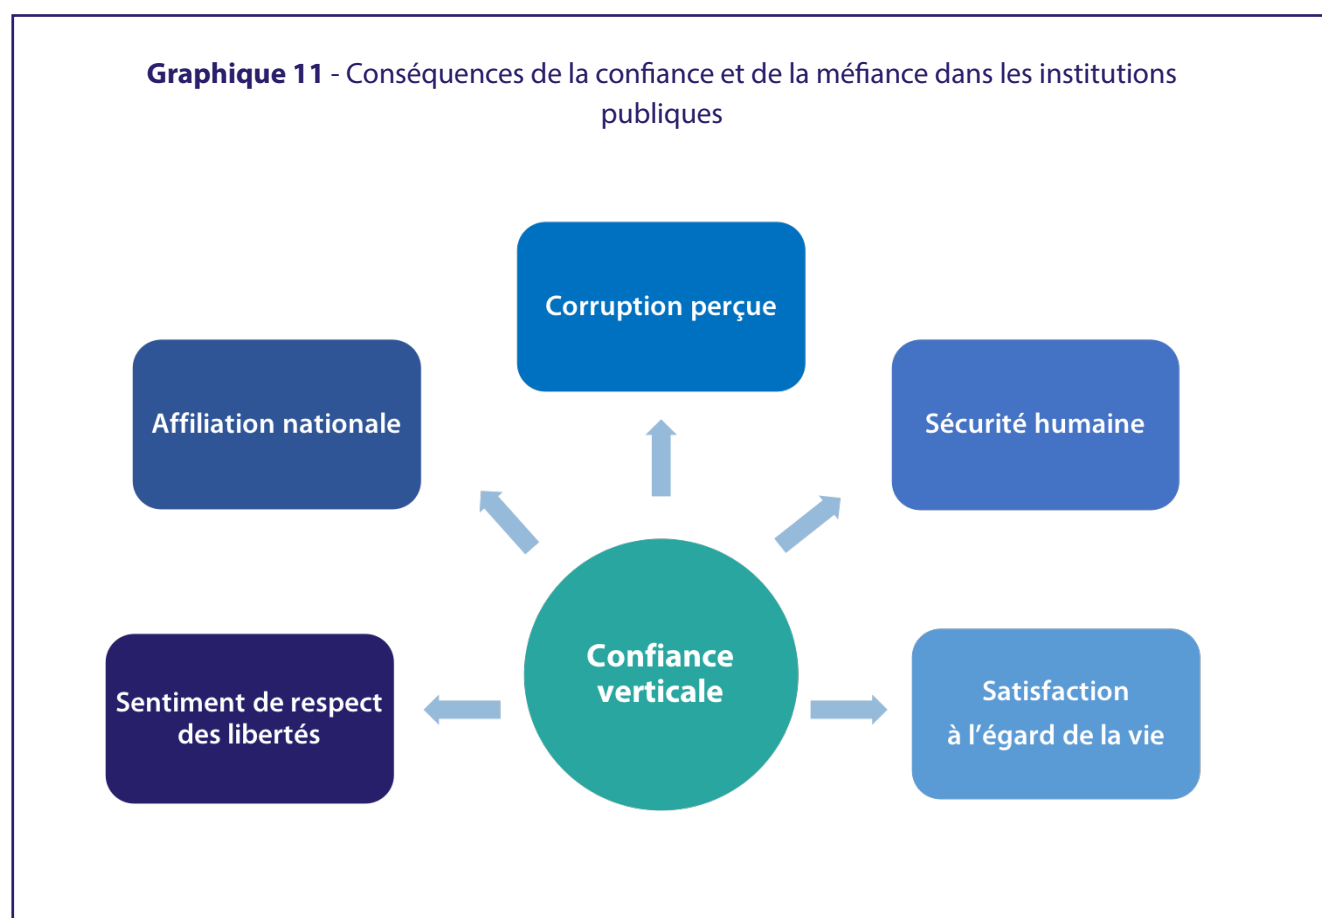 Graphique 11 - Conséquences de la confiance et de la méfiance dans les institutions
publiques
Corruption perçue
Affiliation nationale
Sécurité humaine
Confiance
verticale
Sentiment de respect
des libertés
Satisfaction
à l’égard de la vie